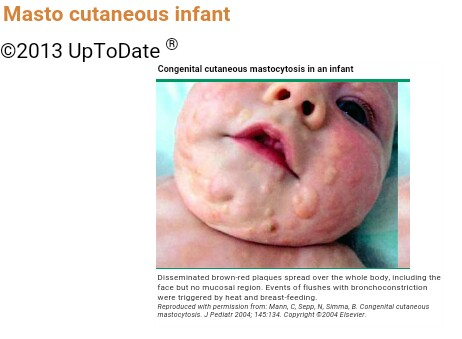 Masto cutaneous infant
©2013 UpToDate ®
Congenital cutaneous mastocytosis in an infant
Disseminated brown-red plaques spread over the whole body, including the
face but no mucosal region. Events of flushes with bronchoconstriction
were triggered by heat and breast-feeding.
Reproduced with permission from: Mann, C, Sepp, N, Simma, B. Congenital cutaneous
mastocytosis. J Pediatr 2004; 145:134. Copyright ©2004 Elsevier.